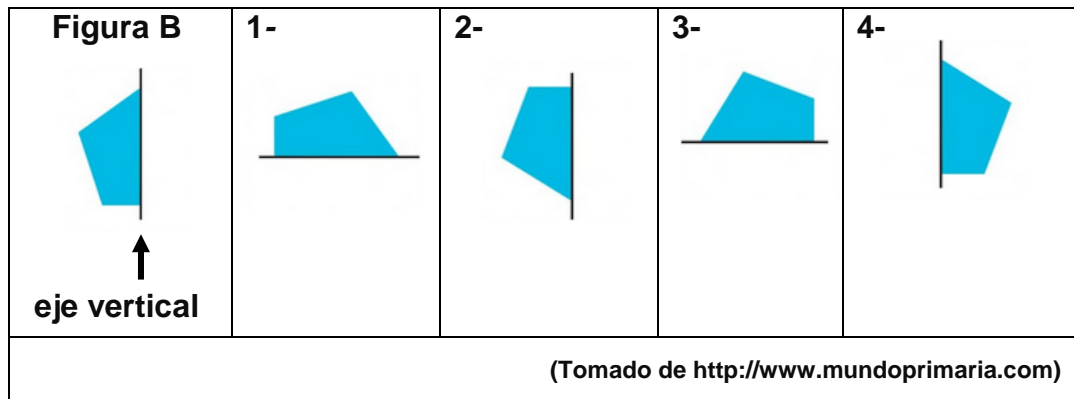 Figura B
1-
2-
3-
4-
eje vertical
(Tomado de http://www.mundoprimaria.com)